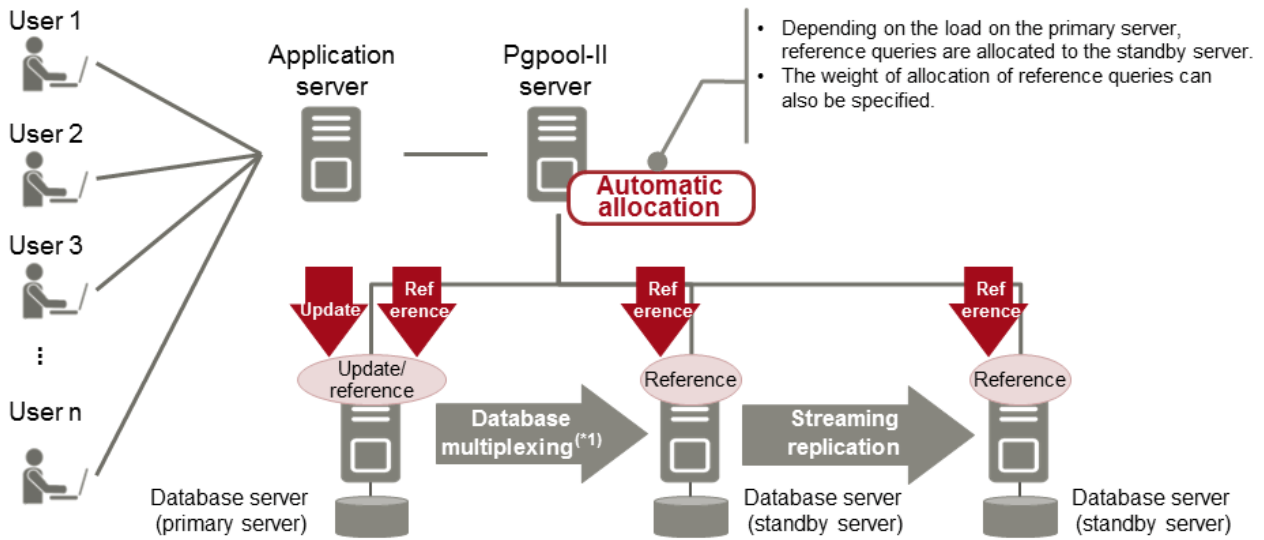 User 1
User 2
User 3
⋮
User n
Application
server
Pgpool-II
server
• Depending on the load on the primary server,
reference queries are allocated to the standby server.
• The weight of allocation of reference queries can
also be specified.
Automatic
allocation
Update
Ref
erence
Ref
erence
Ref
erence
Update/
reference
Reference
Reference
Database
multiplexing(*1)
Streaming
replication
Database server
(primary server)
Database server
(standby server)
Database server
(standby server)